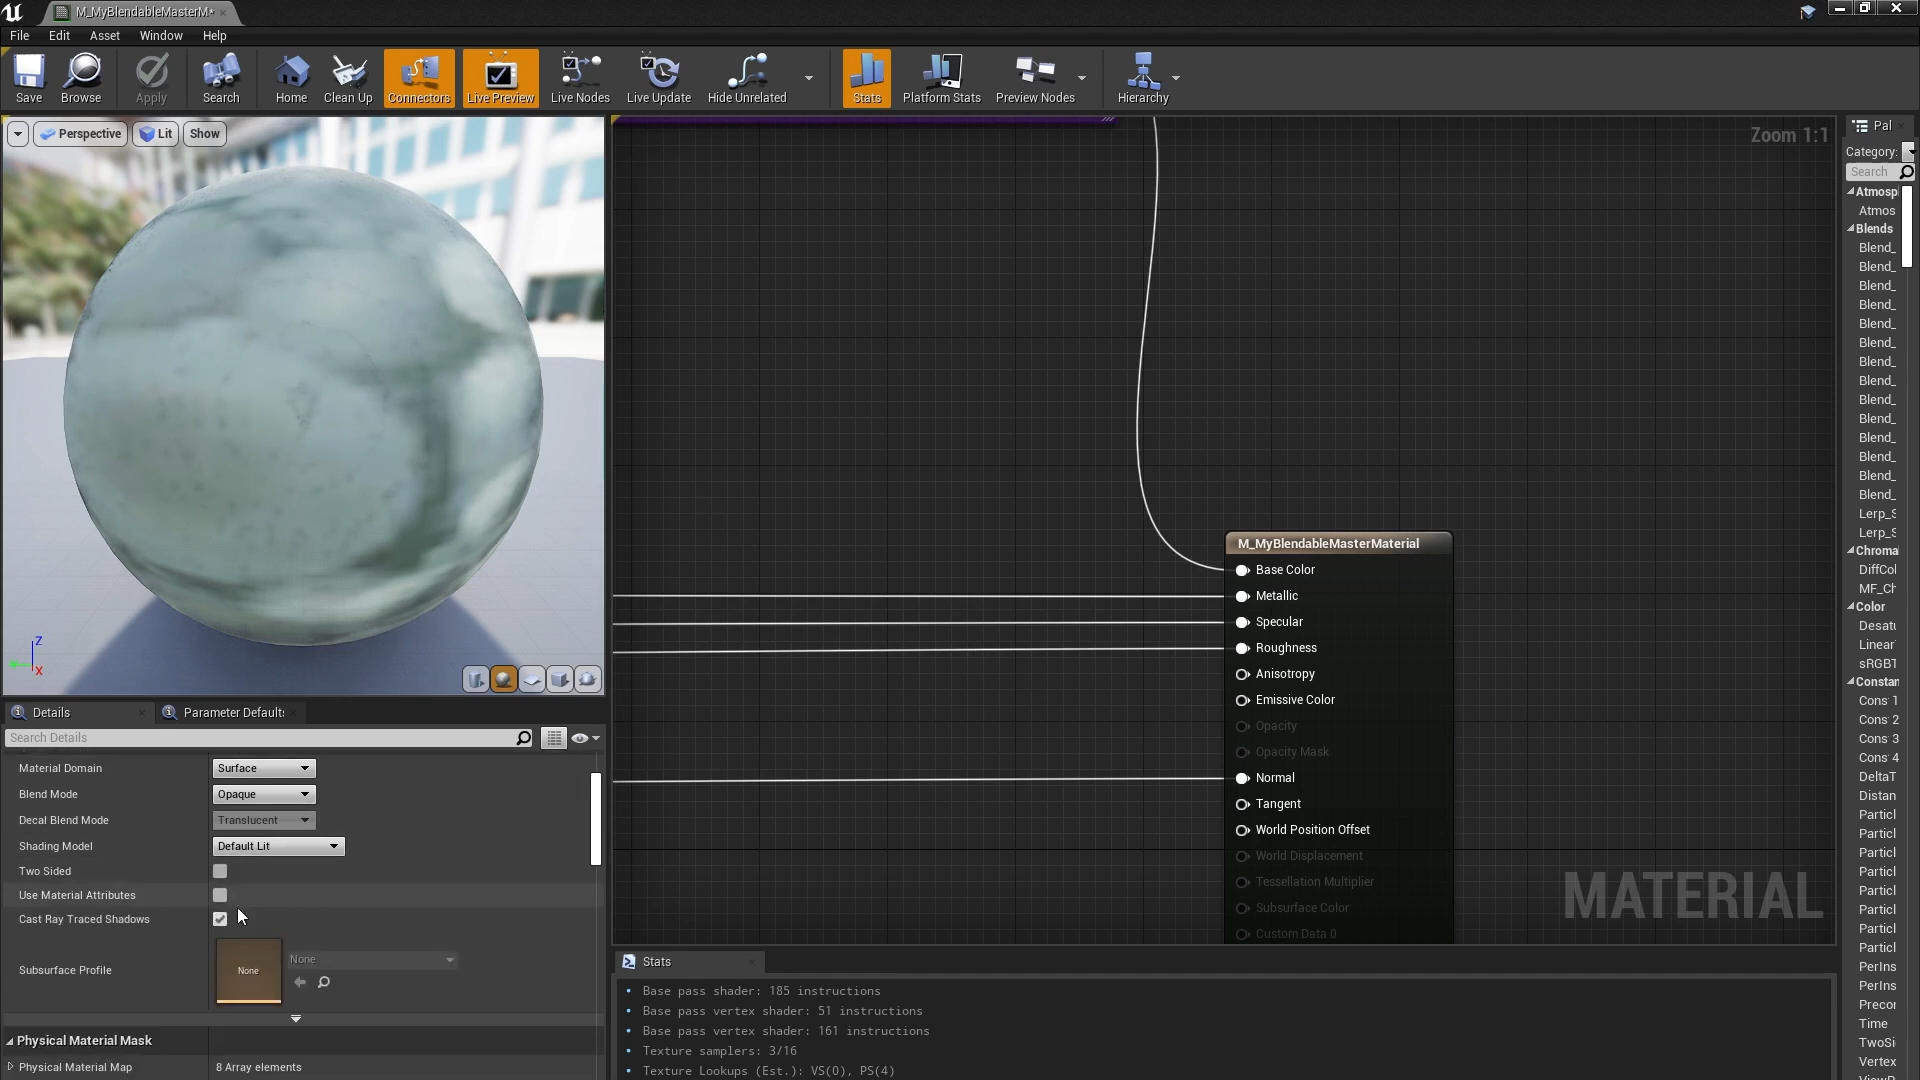 M_MyBlendableMasterM*
File Edit Asset Window Help
Save Browse Apply Search Home Clean Up Connectors Live Preview Live Nodes Live Update Hide Unrelated Stats Platform Stats Preview Nodes Hierarchy
Perspective Lit Show
Zoom 1:1
Pal
Category:
Search
Atmosp
Atmos
Blends
Blend_
Blend_
Blend_
Blend_
Blend_
Blend_
Blend_
Blend_
Blend_
Blend_
Blend_
Blend_
Blend_
Blend_
Lerp_S
Lerp_S
Chroma
DiffCol
MF_Ch
Color
Desatu
Linear
sRGBT
Constan
Cons 1
Cons 2
Cons 3
Cons 4
DeltaT
Distan
Particl
Particl
Particl
Particl
Particl
Particl
Particl
Particl
PerIns
PerIns
Precor
Time
TwoSi
Vertex
M_MyBlendableMasterMaterial
Base Color
Metallic
Specular
Roughness
Anisotropy
Emissive Color
Opacity
Opacity Mask
Normal
Tangent
World Position Offset
World Displacement
Tessellation Multiplier
Subsurface Color
Custom Data 0
MATERIAL
Z
X
Details Parameter Default
Search Details
Material Domain Surface
Blend Mode Opaque
Decal Blend Mode Translucent
Shading Model Default Lit
Two Sided
Use Material Attributes
Cast Ray Traced Shadows
Subsurface Profile None None
Physical Material Mask
Physical Material Map 8 Array elements
Stats
• Base pass shader: 185 instructions
• Base pass vertex shader: 51 instructions
• Base pass vertex shader: 161 instructions
• Texture samplers: 3/16
• Texture Lookups (Est.): VS(0), PS(4)